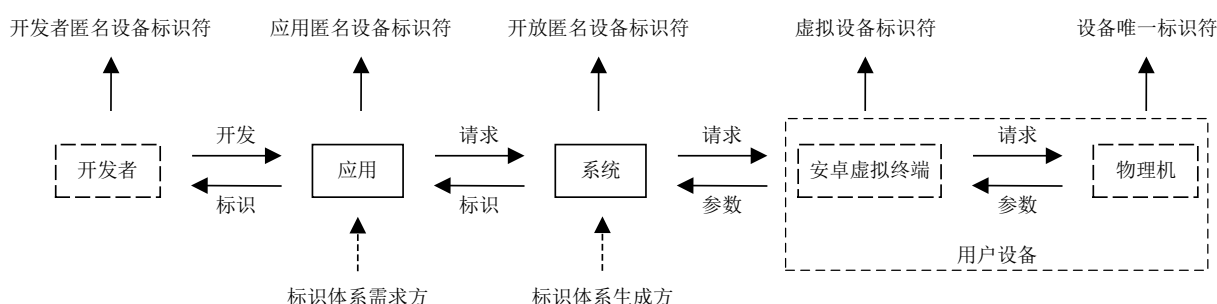 开发者匿名设备标识符 应用匿名设备标识符 开放匿名设备标识符 虚拟设备标识符 设备唯一标识符
开发 请求 请求 请求
开发者 应用 系统 安卓虚拟终端 物理机
标识 标识 参数 参数
用户设备
标识体系需求方 标识体系生成方